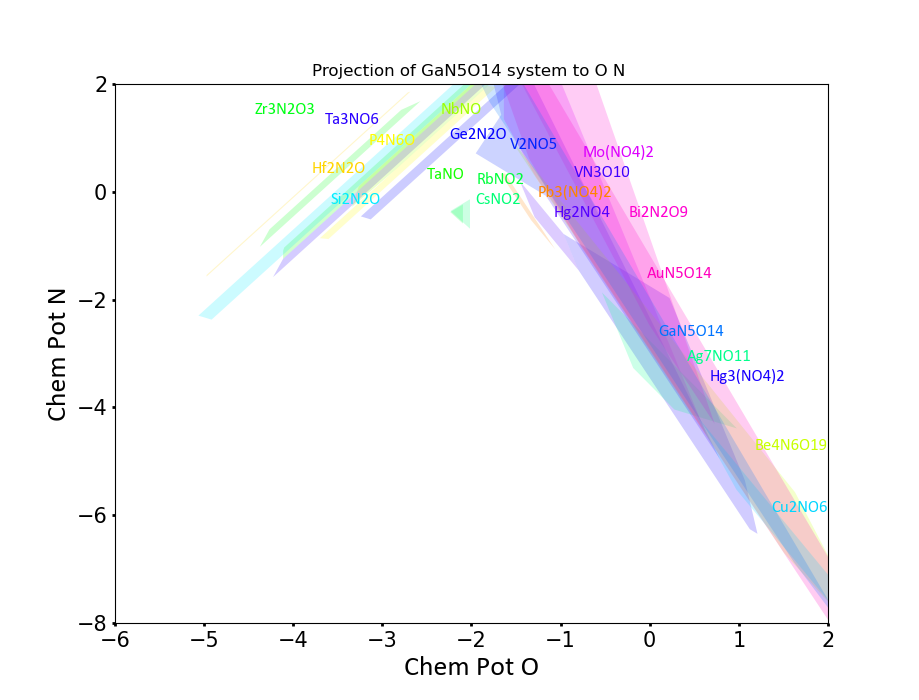 Projection of GaN5O14 system to O N
2
Zr3N2O3
NbNO
Ta3NO6
Ge2N2O
P4N6O
V2NO5
Mo(NO4)2
Hf2N2O
TaNO
RbNO2
VN3O10
0
Si2N2O
CsNO2
Pu3(NO4)2
Hg2NO4
Bi2N2O9
AuN5O14
−2
GaN5O14
Ag7NO11
Hg3(NO4)2
Chem Pot N
−4
Be4N6O19
Cu2NO6
−6
−8
−6 −5 −4 −3 −2 −1 0 1 2
Chem Pot O